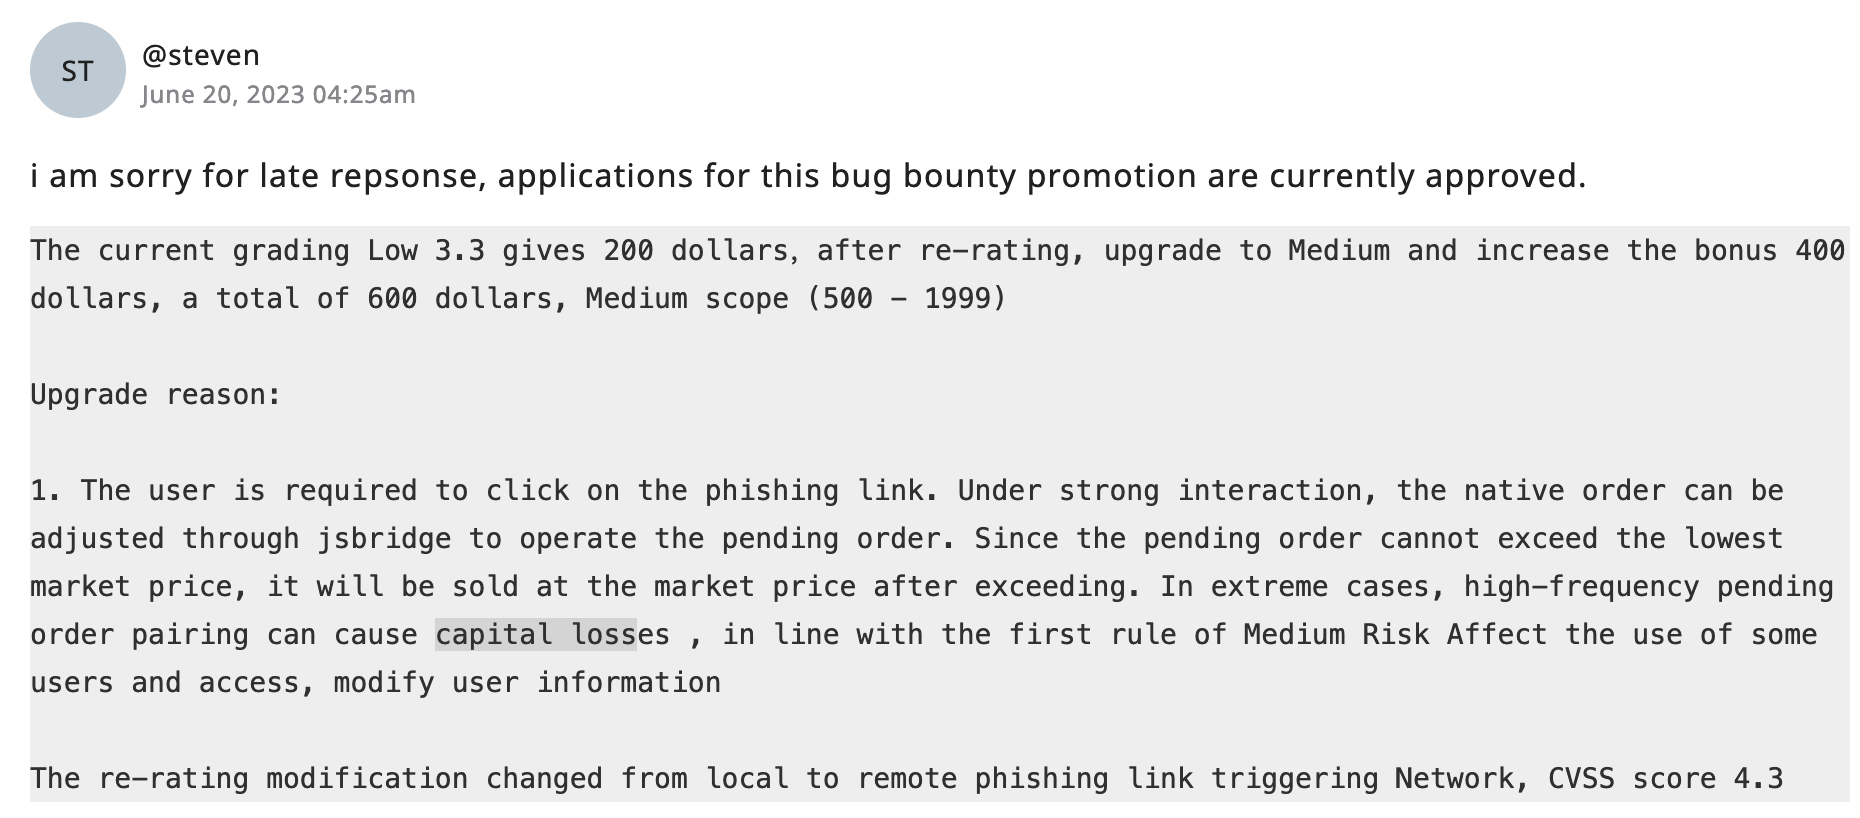 ST
@steven
June 20, 2023 04:25am
i am sorry for late repsonse, applications for this bug bounty promotion are currently approved.
The current grading Low 3.3 gives 200 dollars, after re-rating, upgrade to Medium and increase the bonus 400
dollars, a total of 600 dollars, Medium scope (500 - 1999)
Upgrade reason:
1. The user is required to click on the phishing link. Under strong interaction, the native order can be
adjusted through jsbridge to operate the pending order. Since the pending order cannot exceed the lowest
market price, it will be sold at the market price after exceeding. In extreme cases, high-frequency pending
order pairing can cause capital losses , in line with the first rule of Medium Risk Affect the use of some
users and access, modify user information
The re-rating modification changed from local to remote phishing link triggering Network, CVSS score 4.3